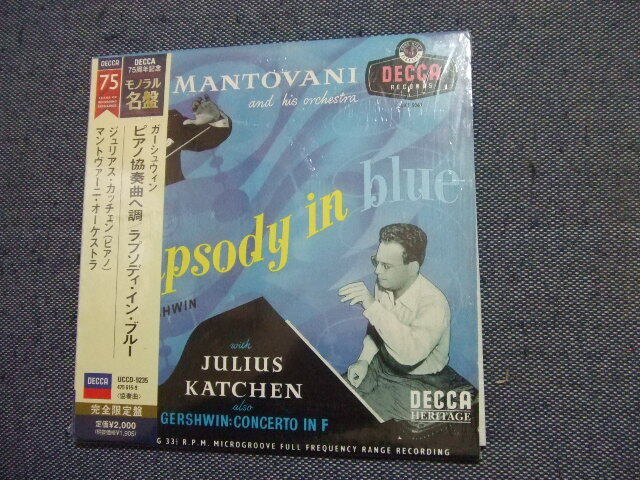 DECCA
75
DECCA
75周年記念
モノラル
名盤
ガーシュウィン
ピアノ協奏曲ヘ調 ラプソディ・イン・ブルー
ジュリアス・カッチェン(ピアノ)
マントヴァーニ・オーケストラ
DECCA
UCCD-9235
〈協奏曲〉
完全限定盤
定価¥2,000
MANTOVANI
and his orchestra
DECCA
RECORDS
psody in blue
HWIN
with
JULIUS
KATCHEN
also
GERSHWIN: CONCERTO IN F
DECCA
HERITAGE
G 33⅓ R.P.M. MICROGROOVE FULL FREQUENCY RANGE RECORDING